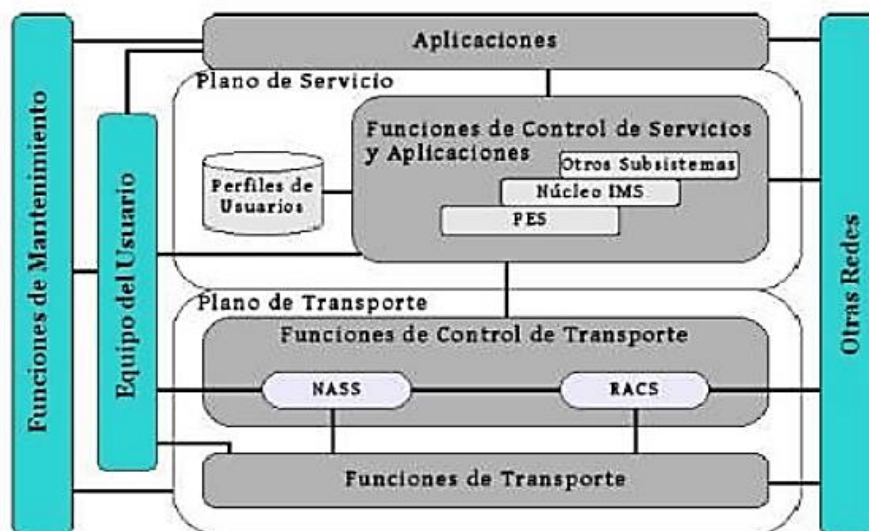 Aplicaciones
Plano de Servicio
Funciones de Control de Servicios
y Aplicaciones
Otros Subsistemas
Núcleo IMS
PES
Perfiles de
Usuarios
Plano de Transporte
Funciones de Control de Transporte
NASS
RACS
Funciones de Transporte
Funciones de Mantenimiento
Equipo del Usuario
Otras Redes